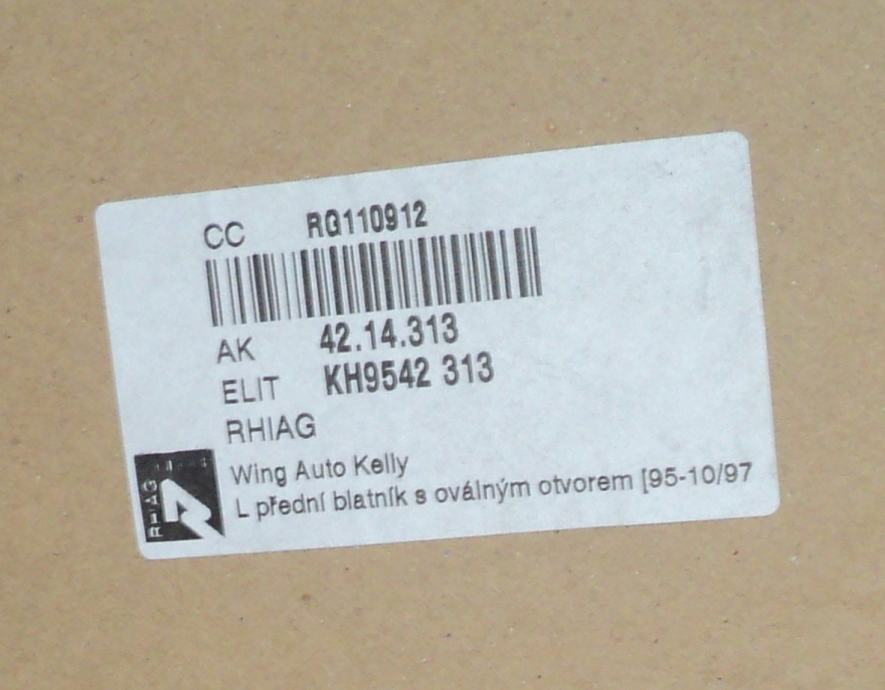 CC RG110912
AK 42.14.313
ELIT KH9542 313
RHIAG
Wing Auto Kelly
L přední blatník s oválným otvorem [95-10/97
RHIAG